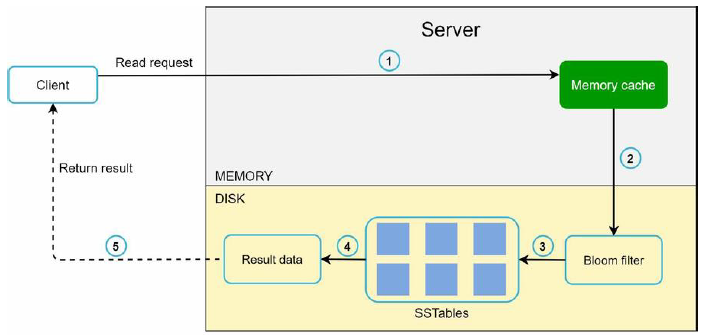 Server
Read request
1
Client
Memory cache
2
Return result
MEMORY
DISK
5
Result data
4
3
Bloom filter
SSTables